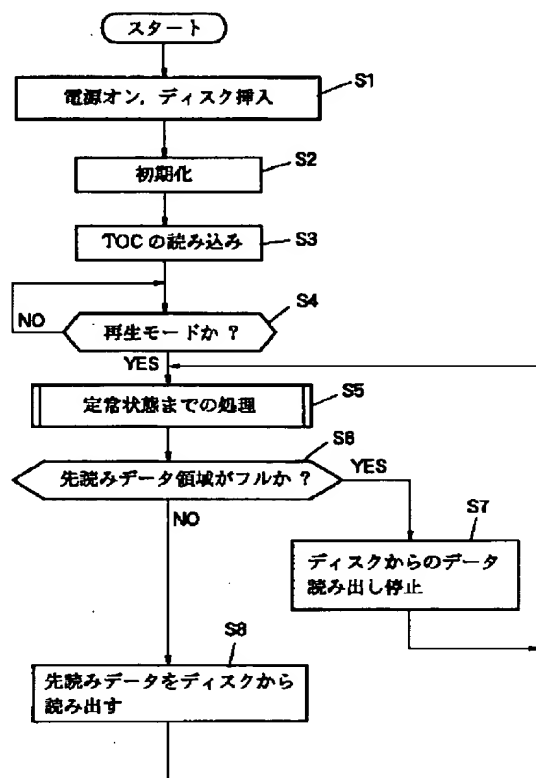 スタート
電源オン，ディスク挿入
S1
初期化
S2
TOCの読み込み
S3
再生モードか？
S4
NO
YES
定常状態までの処理
S5
先読みデータ領域がフルか？
S6
YES
NO
ディスクからのデータ
読み出し停止
S7
先読みデータをディスクから
読み出す
S8